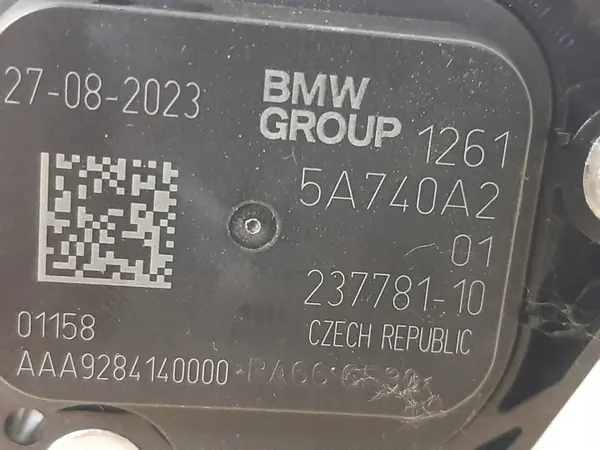 27-08-2023
BMW
GROUP 1261
5A740A2
01
237781-10
01158
CZECH REPUBLIC
AAA9284140000